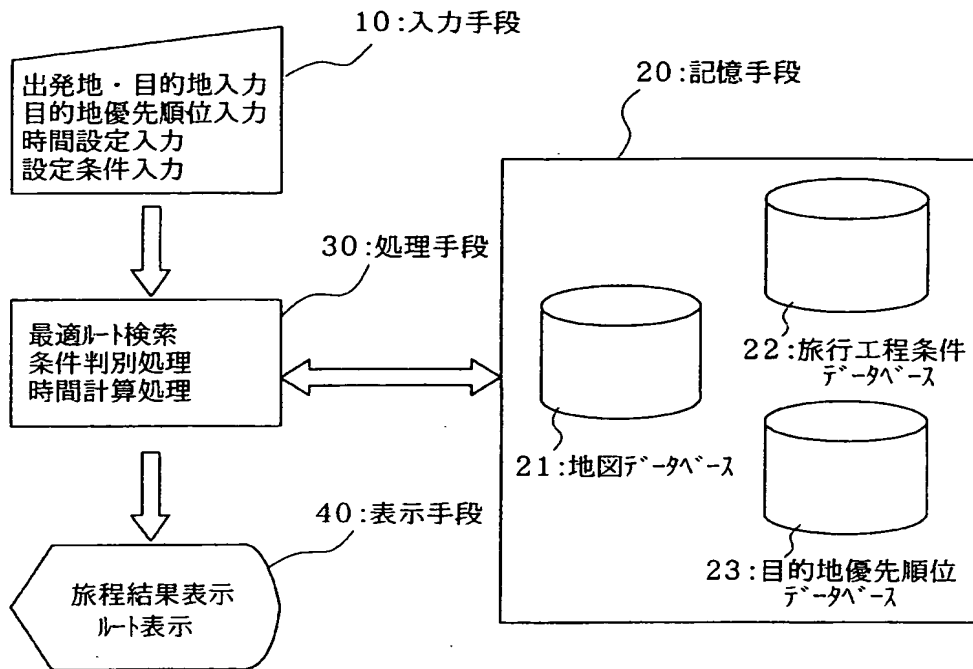 10:入力手段
出発地・目的地入力
目的地優先順位入力
時間設定入力
設定条件入力
20:記憶手段
30:処理手段
最適ﾙｰﾄ検索
条件判別処理
時間計算処理
22:旅行工程条件
ﾃﾞｰﾀﾍﾞｰｽ
21:地図ﾃﾞｰﾀﾍﾞｰｽ
23:目的地優先順位
ﾃﾞｰﾀﾍﾞｰｽ
40:表示手段
旅程結果表示
ﾙｰﾄ表示